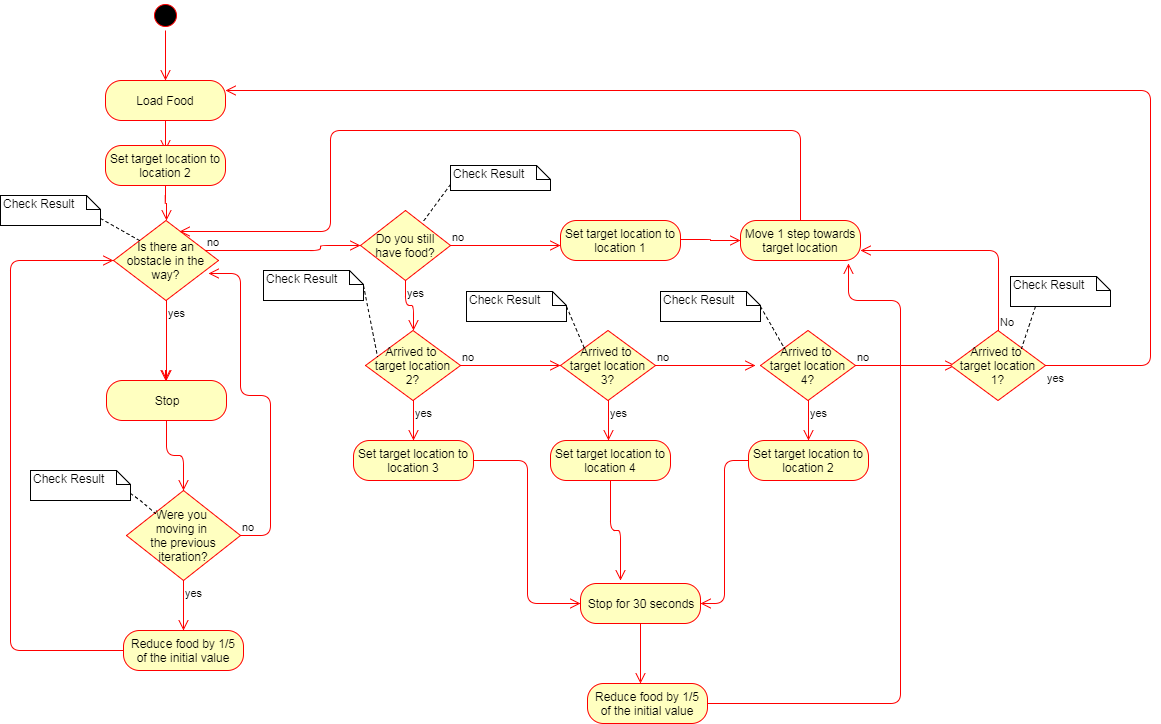 Load Food
Set target location to
location 2
Check Result
Check Result
Is there an
obstacle in the
way?
no
Do you still
have food?
no
Set target location to
location 1
Move 1 step towards
target location
Check Result
yes
Check Result
Check Result
Check Result
No
yes
Arrived to
target location
2?
no
Arrived to
target location
3?
no
Arrived to
target location
4?
no
Arrived to
target location
1?
yes
Stop
yes
yes
yes
Set target location to
location 3
Set target location to
location 4
Set target location to
location 2
Check Result
Were you
moving in
the previous
iteration?
no
yes
Stop for 30 seconds
Reduce food by 1/5
of the initial value
Reduce food by 1/5
of the initial value